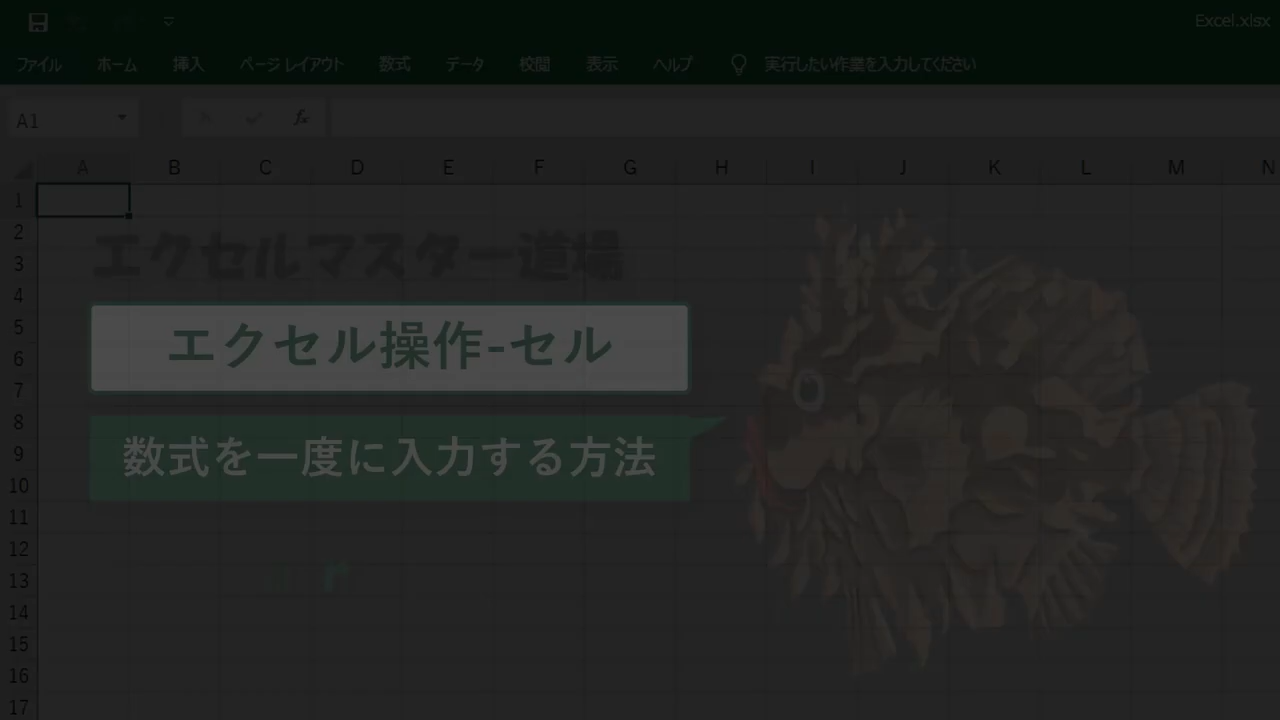 Excel.xlsx
ファイル ホーム 挿入 ページ レイアウト 数式 データ 校閲 表示 ヘルプ 実行したい作業を入力してください
A1 fx
A B C D E F G H I J K L M N
1
2
3
4
5
6
7
8
9
10
11
12
13
14
15
16
17
エクセルマスター道場
エクセル操作-セル
数式を一度に入力する方法